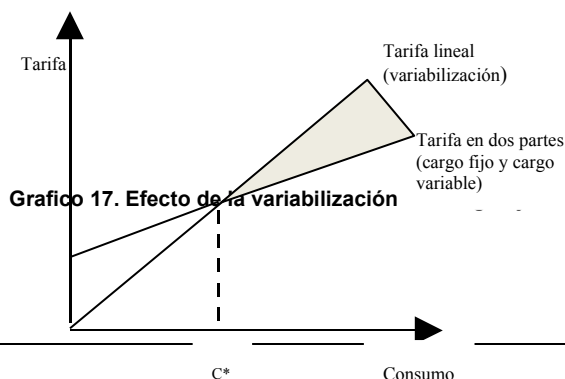 Tarifa
Tarifa lineal
(variabilización)
Tarifa en dos partes
(cargo fijo y cargo
variable)
Grafico 17. Efecto de la variabilización
C*
Consumo